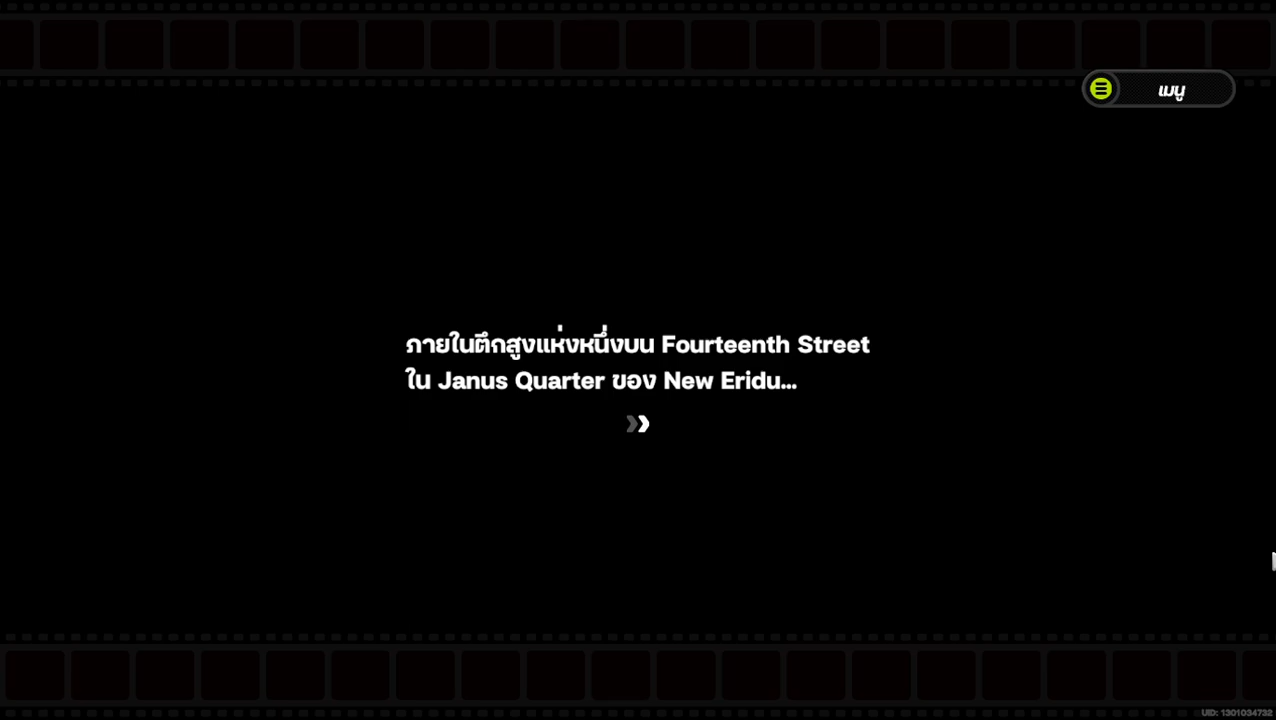 เมนู
ภายในตึกสูงแห่งหนึ่งบน Fourteenth Street
ใน Janus Quarter ของ New Eridu...
UID: 1301034732